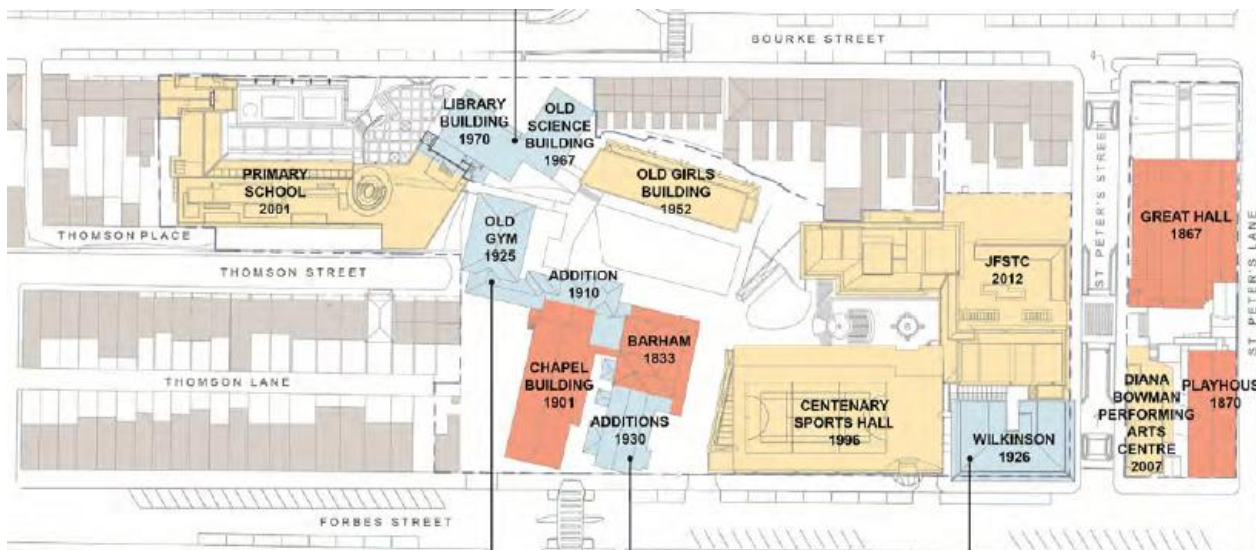 BOURKE STREET
LIBRARY
BUILDING
1970
OLD
SCIENCE
BUILDING
1967
OLD GIRLS
BUILDING
1952
PRIMARY
SCHOOL
2001
ST PETER'S STREET
GREAT HALL
1867
ST PETER'S LANE
THOMSON PLACE
OLD
GYM
1925
THOMSON STREET
ADDITION
1910
JFSTC
2012
BARHAM
1833
CHAPEL
BUILDING
1901
THOMSON LANE
ADDITIONS
1930
CENTENARY
SPORTS HALL
1996
WILKINSON
1926
DIANA
BOWMAN
PERFORMING
ARTS
CENTRE
2007
PLAYHOUS
1870
FORBES STREET